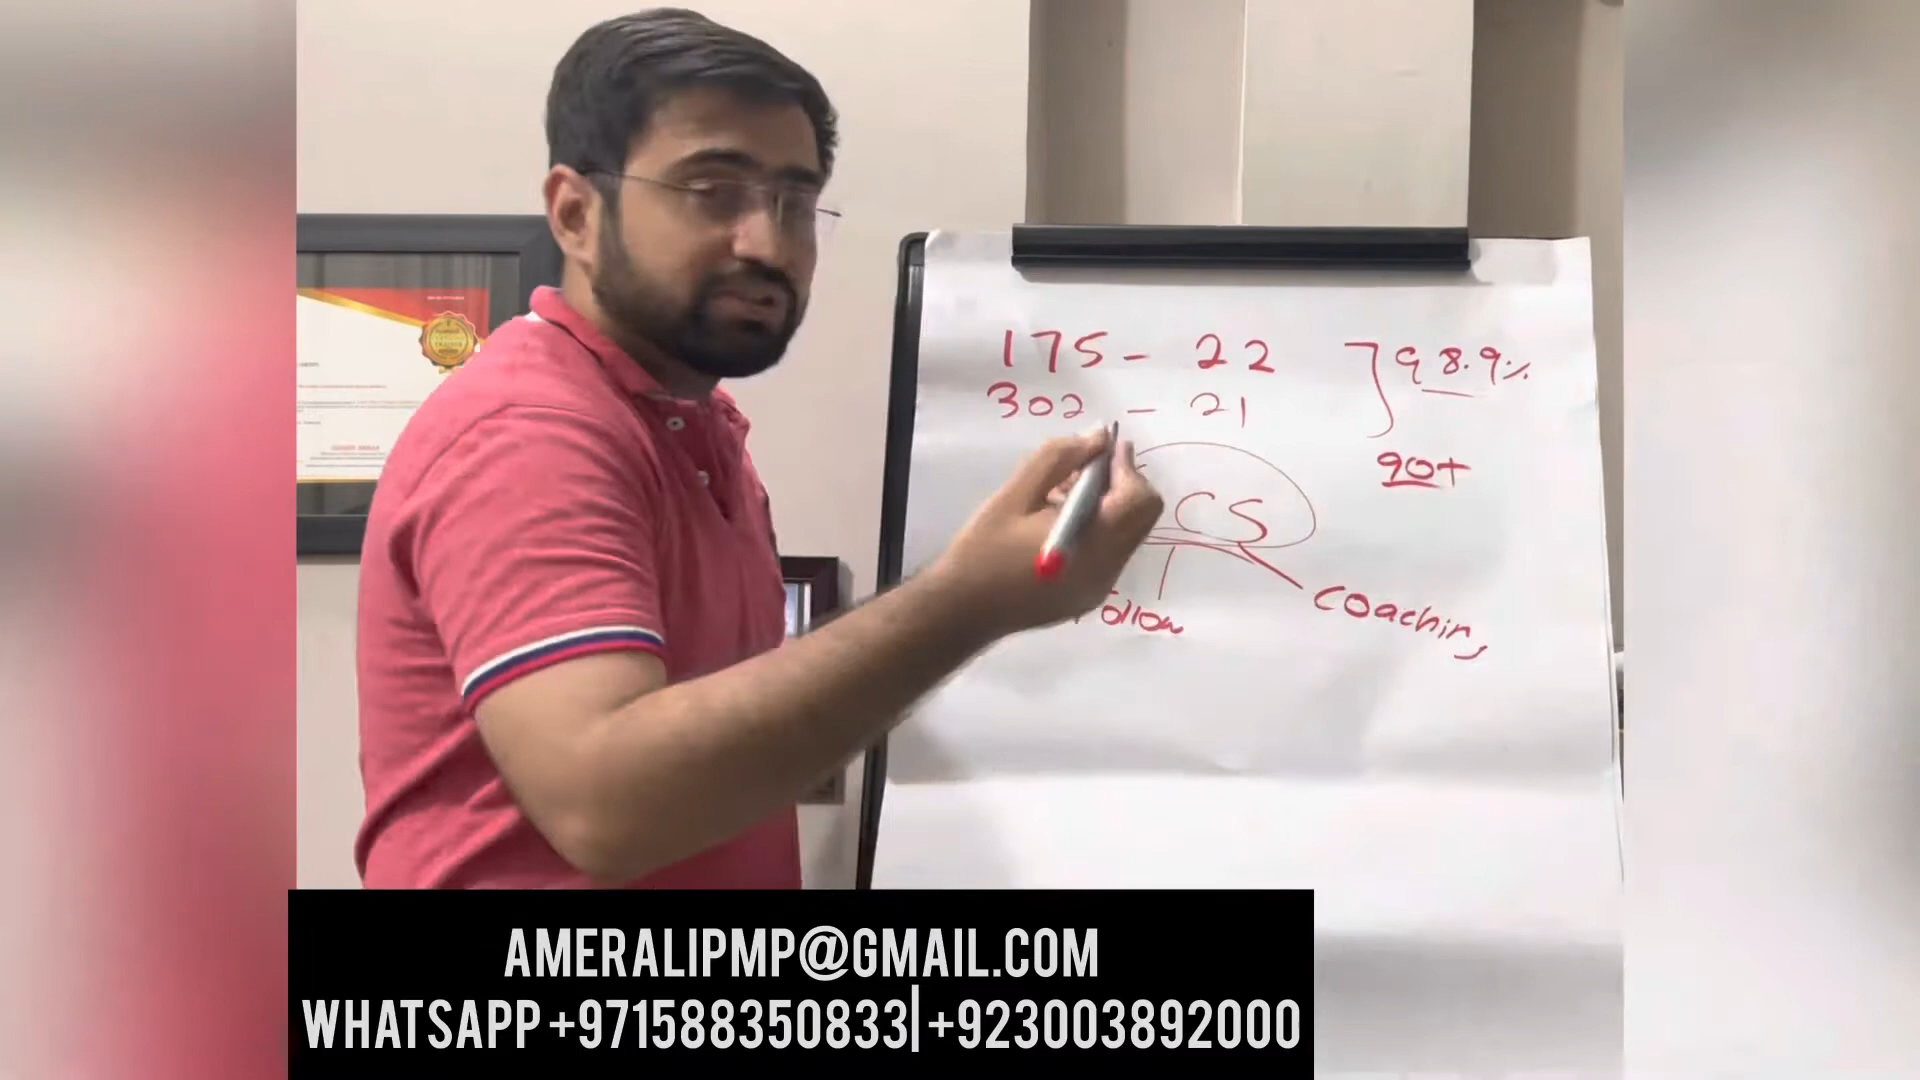 175 - 22
98.9%
302 - 21
90+
CS
Follow
Coaching
AMERALIPMP@GMAIL.COM
WHATSAPP +971588350833|+923003892000